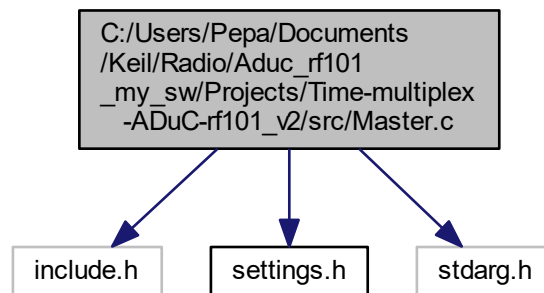 C:/Users/Pepa/Documents
/Keil/Radio/Aduc_rf101
_my_sw/Projects/Time-multiplex
-ADuC-rf101_v2/src/Master.c
include.h
settings.h
stdarg.h